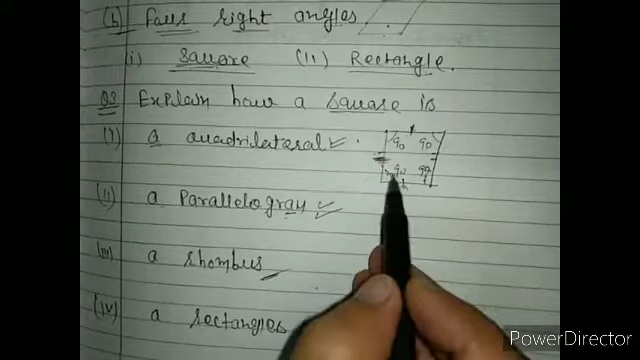 (b) Four right angles
(i) Square (ii) Rectangle.
Q3 Explain how a square is
(i) a quadrilateral
90 90
90 90
(ii) a Parallelogram
(iii) a rhombus
(iv) a rectangles
PowerDirector